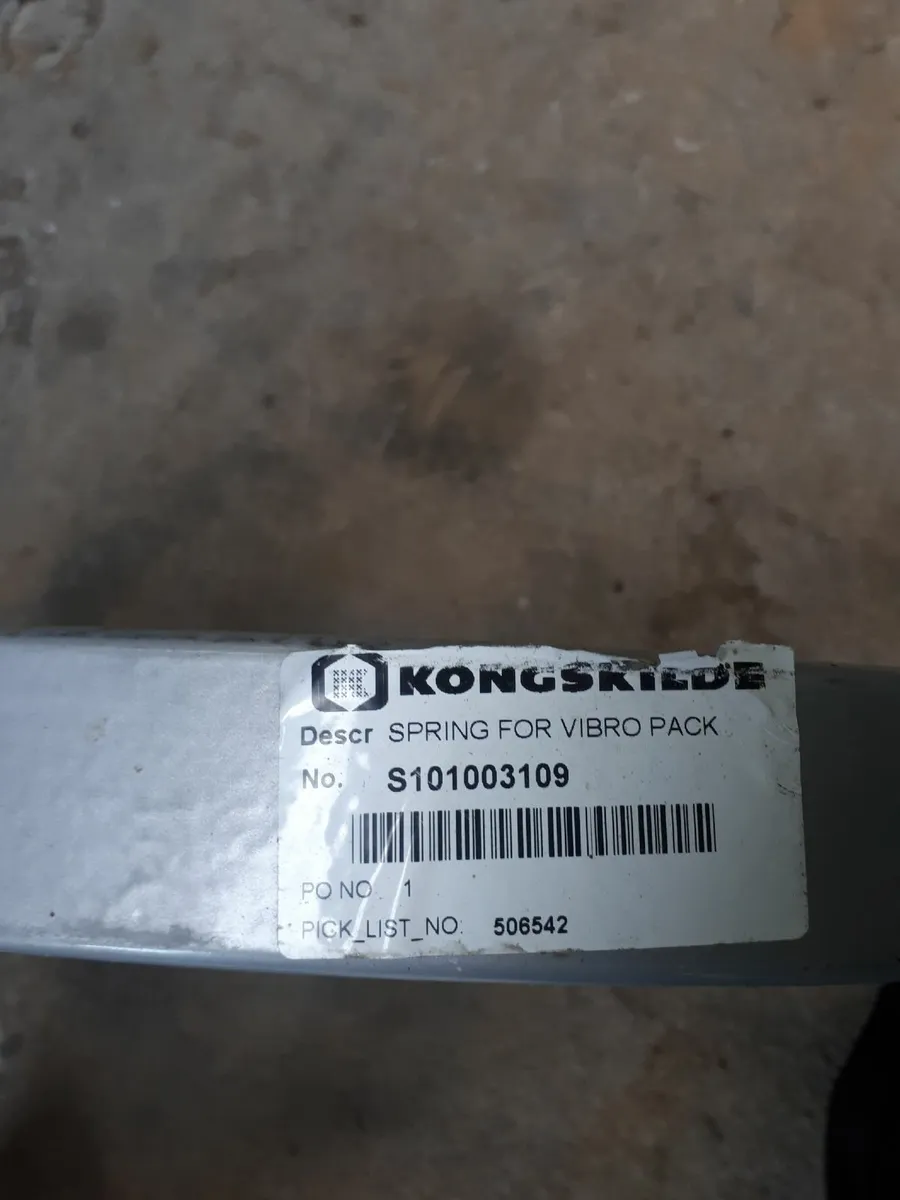 KONGSKILDE
Descr SPRING FOR VIBRO PACK
No. S101003109
PO NO. 1
PICK_LIST_NO. 506542